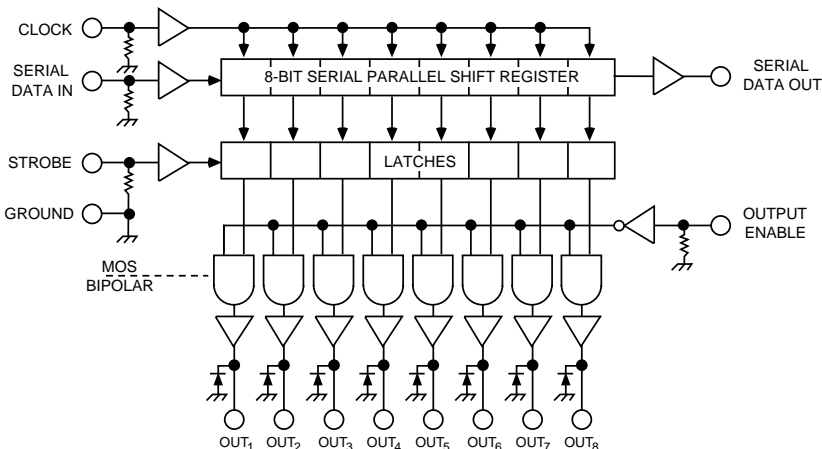 CLOCK
SERIAL
DATA IN
8-BIT SERIAL PARALLEL SHIFT REGISTER
SERIAL
DATA OUT
STROBE
LATCHES
GROUND
OUTPUT
ENABLE
MOS
BIPOLAR
OUT₁ OUT₂ OUT₃ OUT₄ OUT₅ OUT₆ OUT₇ OUT₈